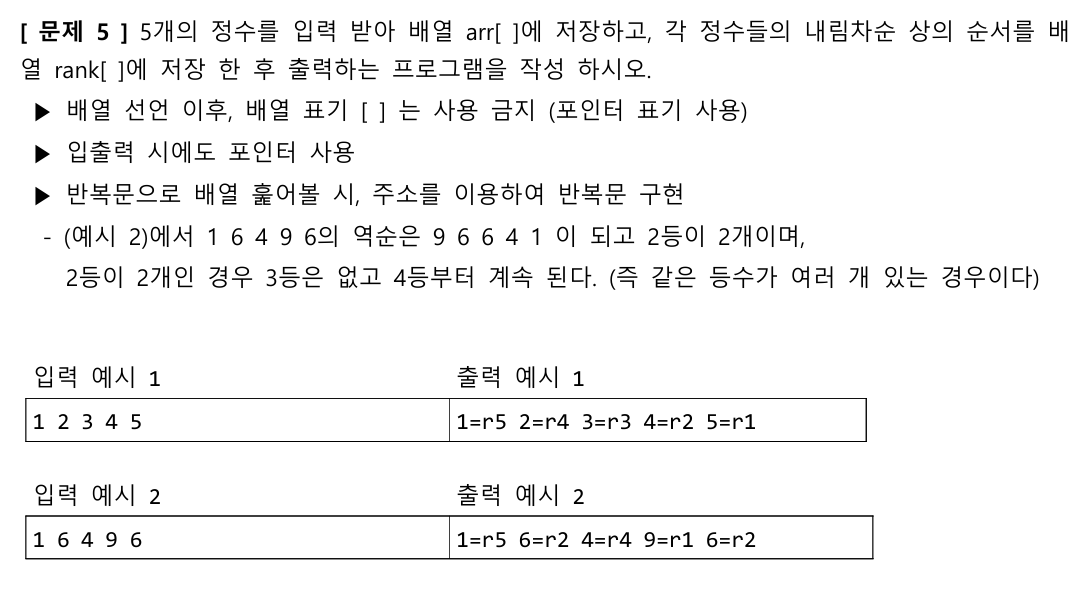 [ 문제 5 ] 5개의 정수를 입력 받아 배열 arr[ ]에 저장하고, 각 정수들의 내림차순 상의 순서를 배
열 rank[ ]에 저장 한 후 출력하는 프로그램을 작성 하시오.
▶ 배열 선언 이후, 배열 표기 [ ] 는 사용 금지 (포인터 표기 사용)
▶ 입출력 시에도 포인터 사용
▶ 반복문으로 배열 훑어볼 시, 주소를 이용하여 반복문 구현
- (예시 2)에서 1 6 4 9 6의 역순은 9 6 6 4 1 이 되고 2등이 2개이며,
2등이 2개인 경우 3등은 없고 4등부터 계속 된다. (즉 같은 등수가 여러 개 있는 경우이다)
입력 예시 1 출력 예시 1
1 2 3 4 5 1=r5 2=r4 3=r3 4=r2 5=r1
입력 예시 2 출력 예시 2
1 6 4 9 6 1=r5 6=r2 4=r4 9=r1 6=r2